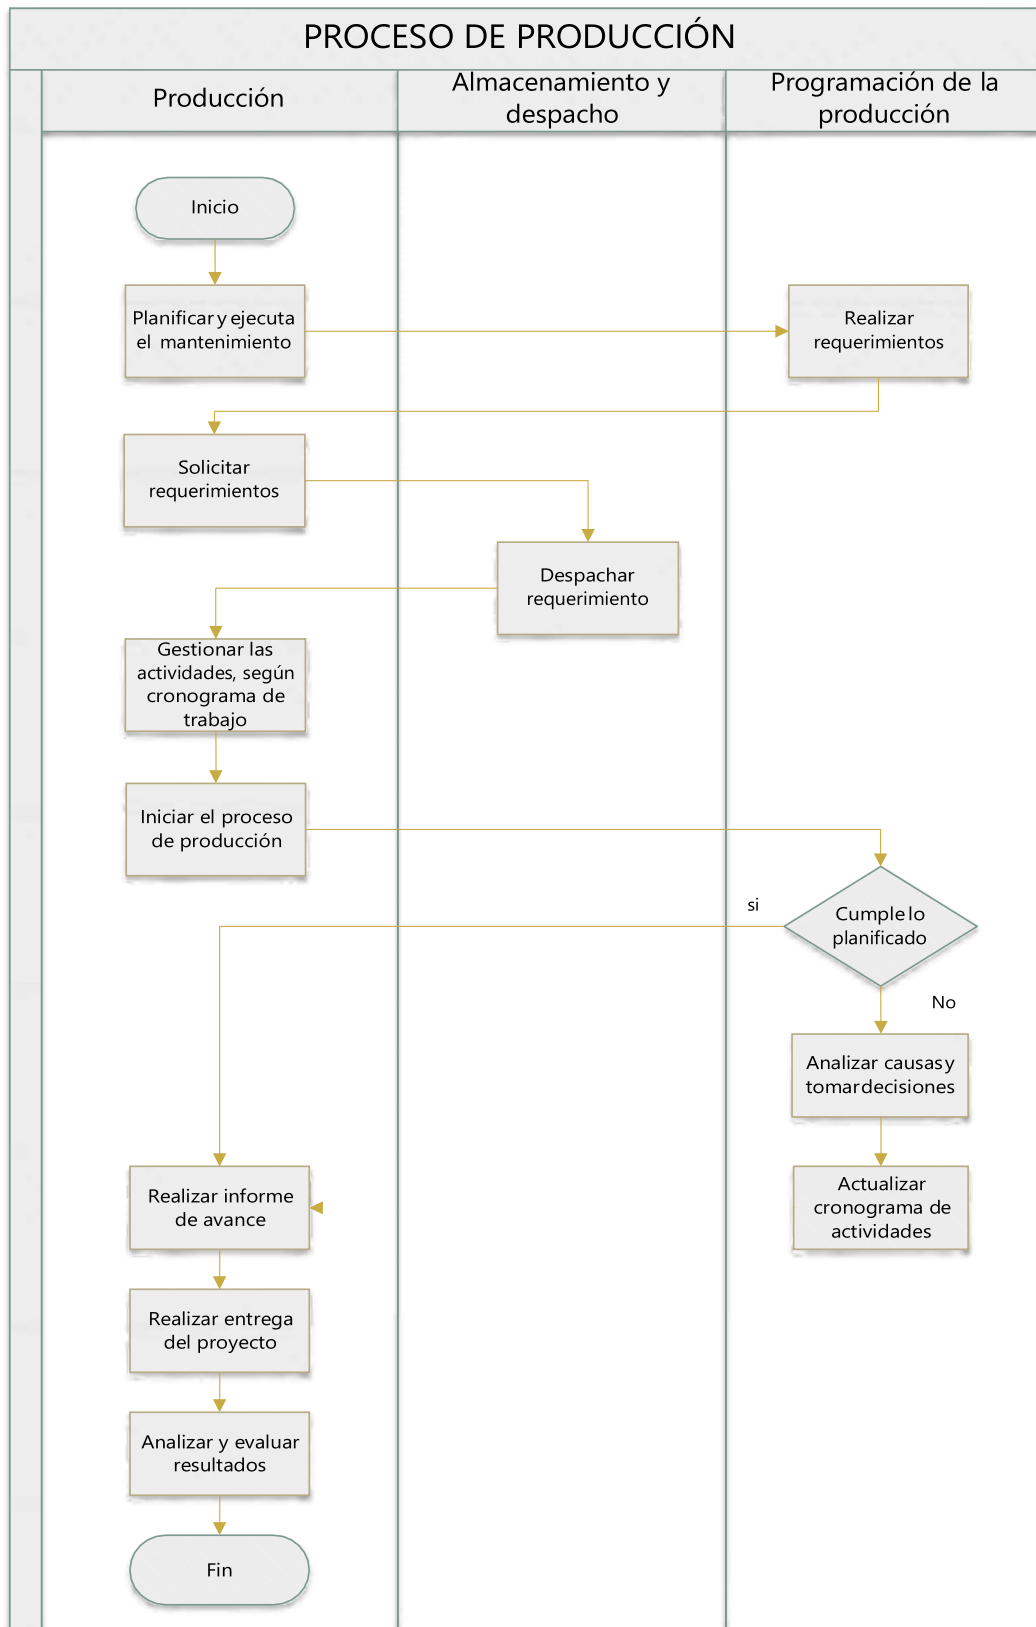 PROCESO DE PRODUCCIÓN
Producción
Almacenamiento y
despacho
Programación de la
producción
Inicio
Planificar y ejecuta
el mantenimiento
Realizar
requerimientos
Solicitar
requerimientos
Despachar
requerimiento
Gestionar las
actividades, según
cronograma de
trabajo
Iniciar el proceso
de producción
si
Cumple lo
planificado
No
Analizar causas y
tomar decisiones
Realizar informe
de avance
Actualizar
cronograma de
actividades
Realizar entrega
del proyecto
Analizar y evaluar
resultados
Fin